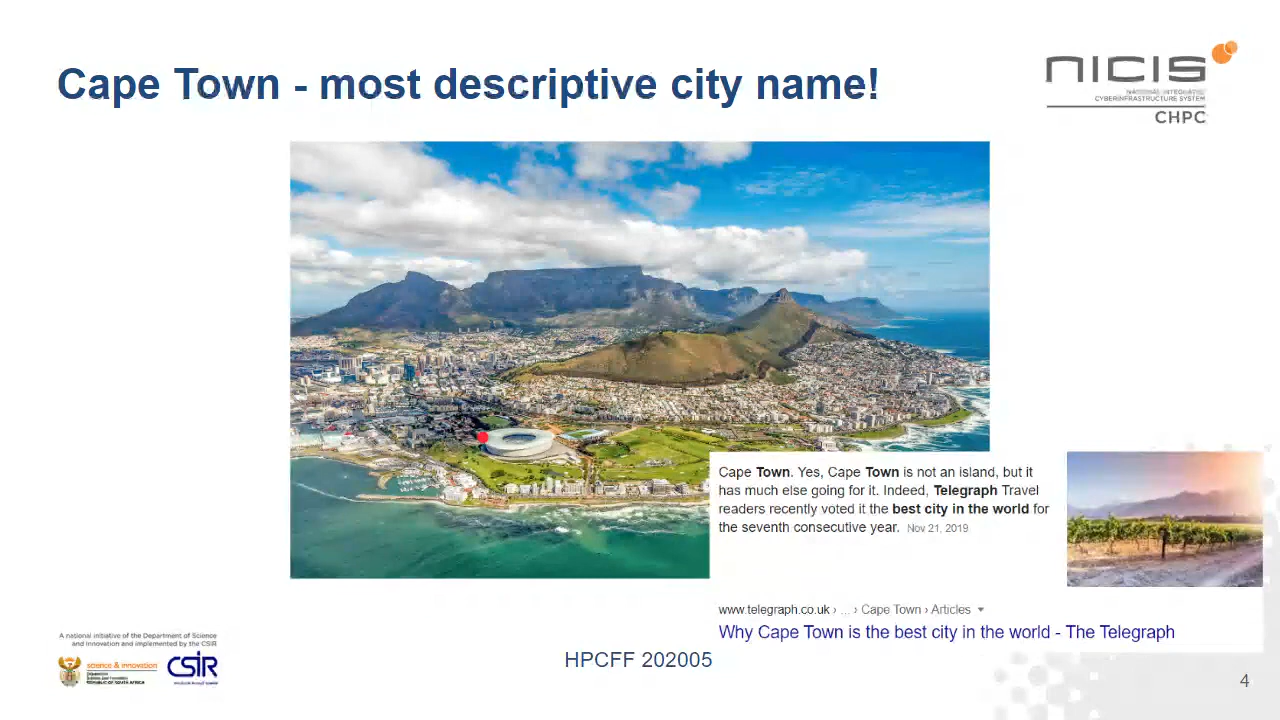 Cape Town - most descriptive city name!
NICIS
NATIONAL INTEGRATED
CYBERINFRASTRUCTURE SYSTEM
CHPC
Cape Town. Yes, Cape Town is not an island, but it
has much else going for it. Indeed, Telegraph Travel
readers recently voted it the best city in the world for
the seventh consecutive year. Nov 21, 2019
www.telegraph.co.uk › ... › Cape Town › Articles
Why Cape Town is the best city in the world - The Telegraph
A national initiative of the Department of Science
and Innovation and implemented by the CSIR
science & innovation
REPUBLIC OF SOUTH AFRICA
CSIR
HPCFF 202005
4